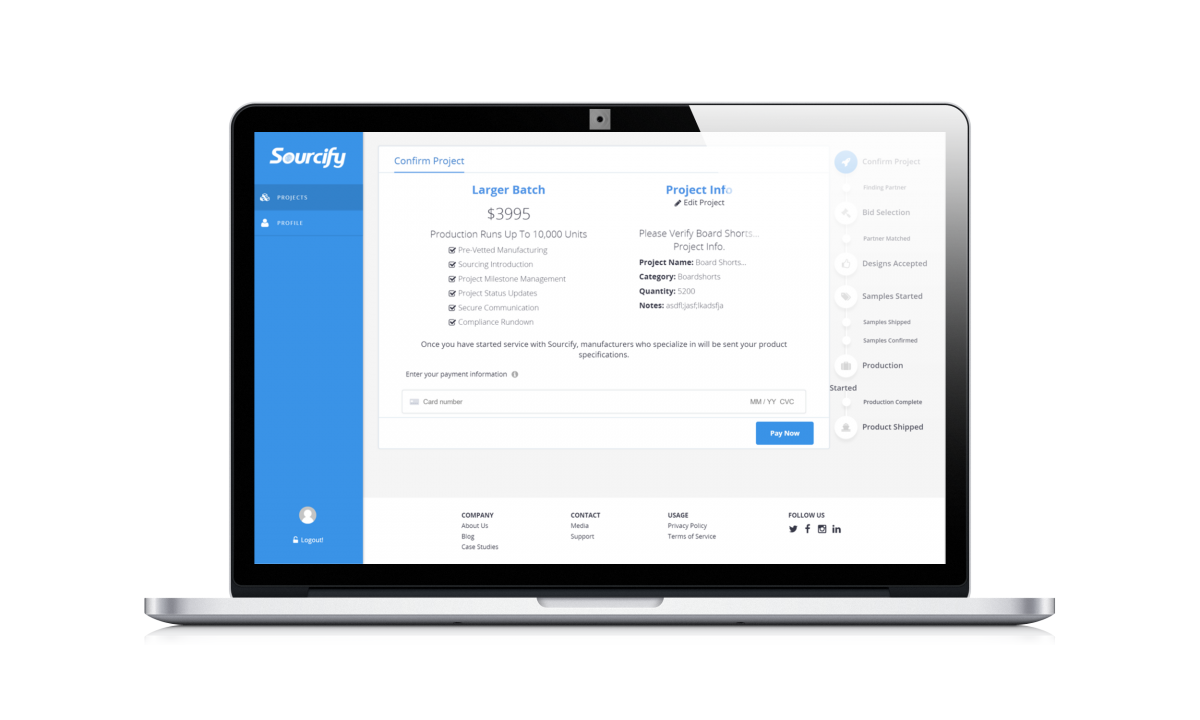 Sourcify
PROJECTS
PROFILE
Logout!
Confirm Project
Larger Batch
$3995
Production Runs Up To 10,000 Units
Pre-Vetted Manufacturing
Sourcing Introduction
Project Milestone Management
Project Status Updates
Secure Communication
Compliance Rundown
Project Info
Edit Project
Please Verify Board Shorts...
Project Info.
Project Name: Board Shorts...
Category: Boardshorts
Quantity: 5200
Notes: asdfl;jasf;lkadsfja
Once you have started service with Sourcify, manufacturers who specialize in will be sent your product
specifications.
Enter your payment information
Card number MM / YY CVC
Pay Now
Confirm Project
Finding Partner
Bid Selection
Partner Matched
Designs Accepted
Samples Started
Samples Shipped
Samples Confirmed
Production
Started
Production Complete
Product Shipped
COMPANY
About Us
Blog
Case Studies
CONTACT
Media
Support
USAGE
Privacy Policy
Terms of Service
FOLLOW US